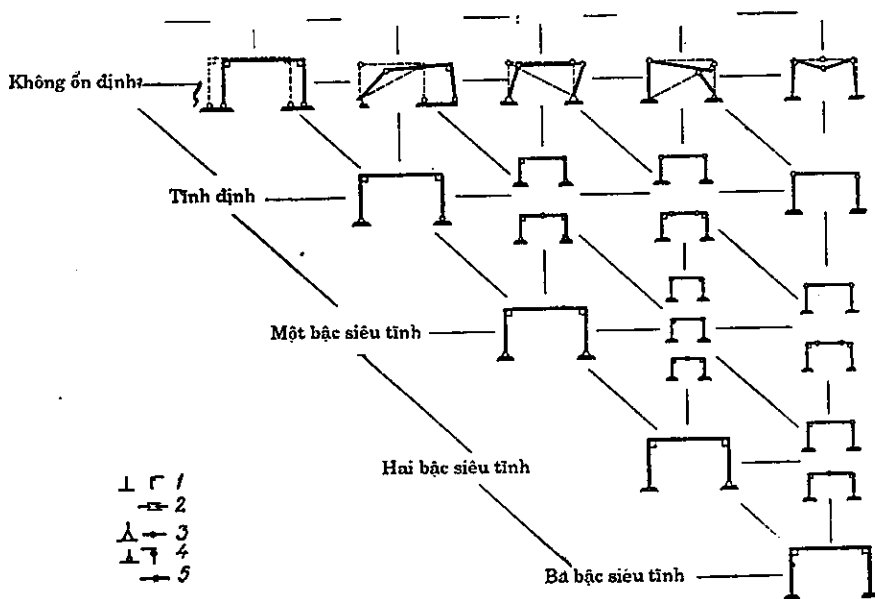 Không ổn định
Tĩnh định
Một bậc siêu tĩnh
Hai bậc siêu tĩnh
Ba bậc siêu tĩnh
1
2
3
4
5